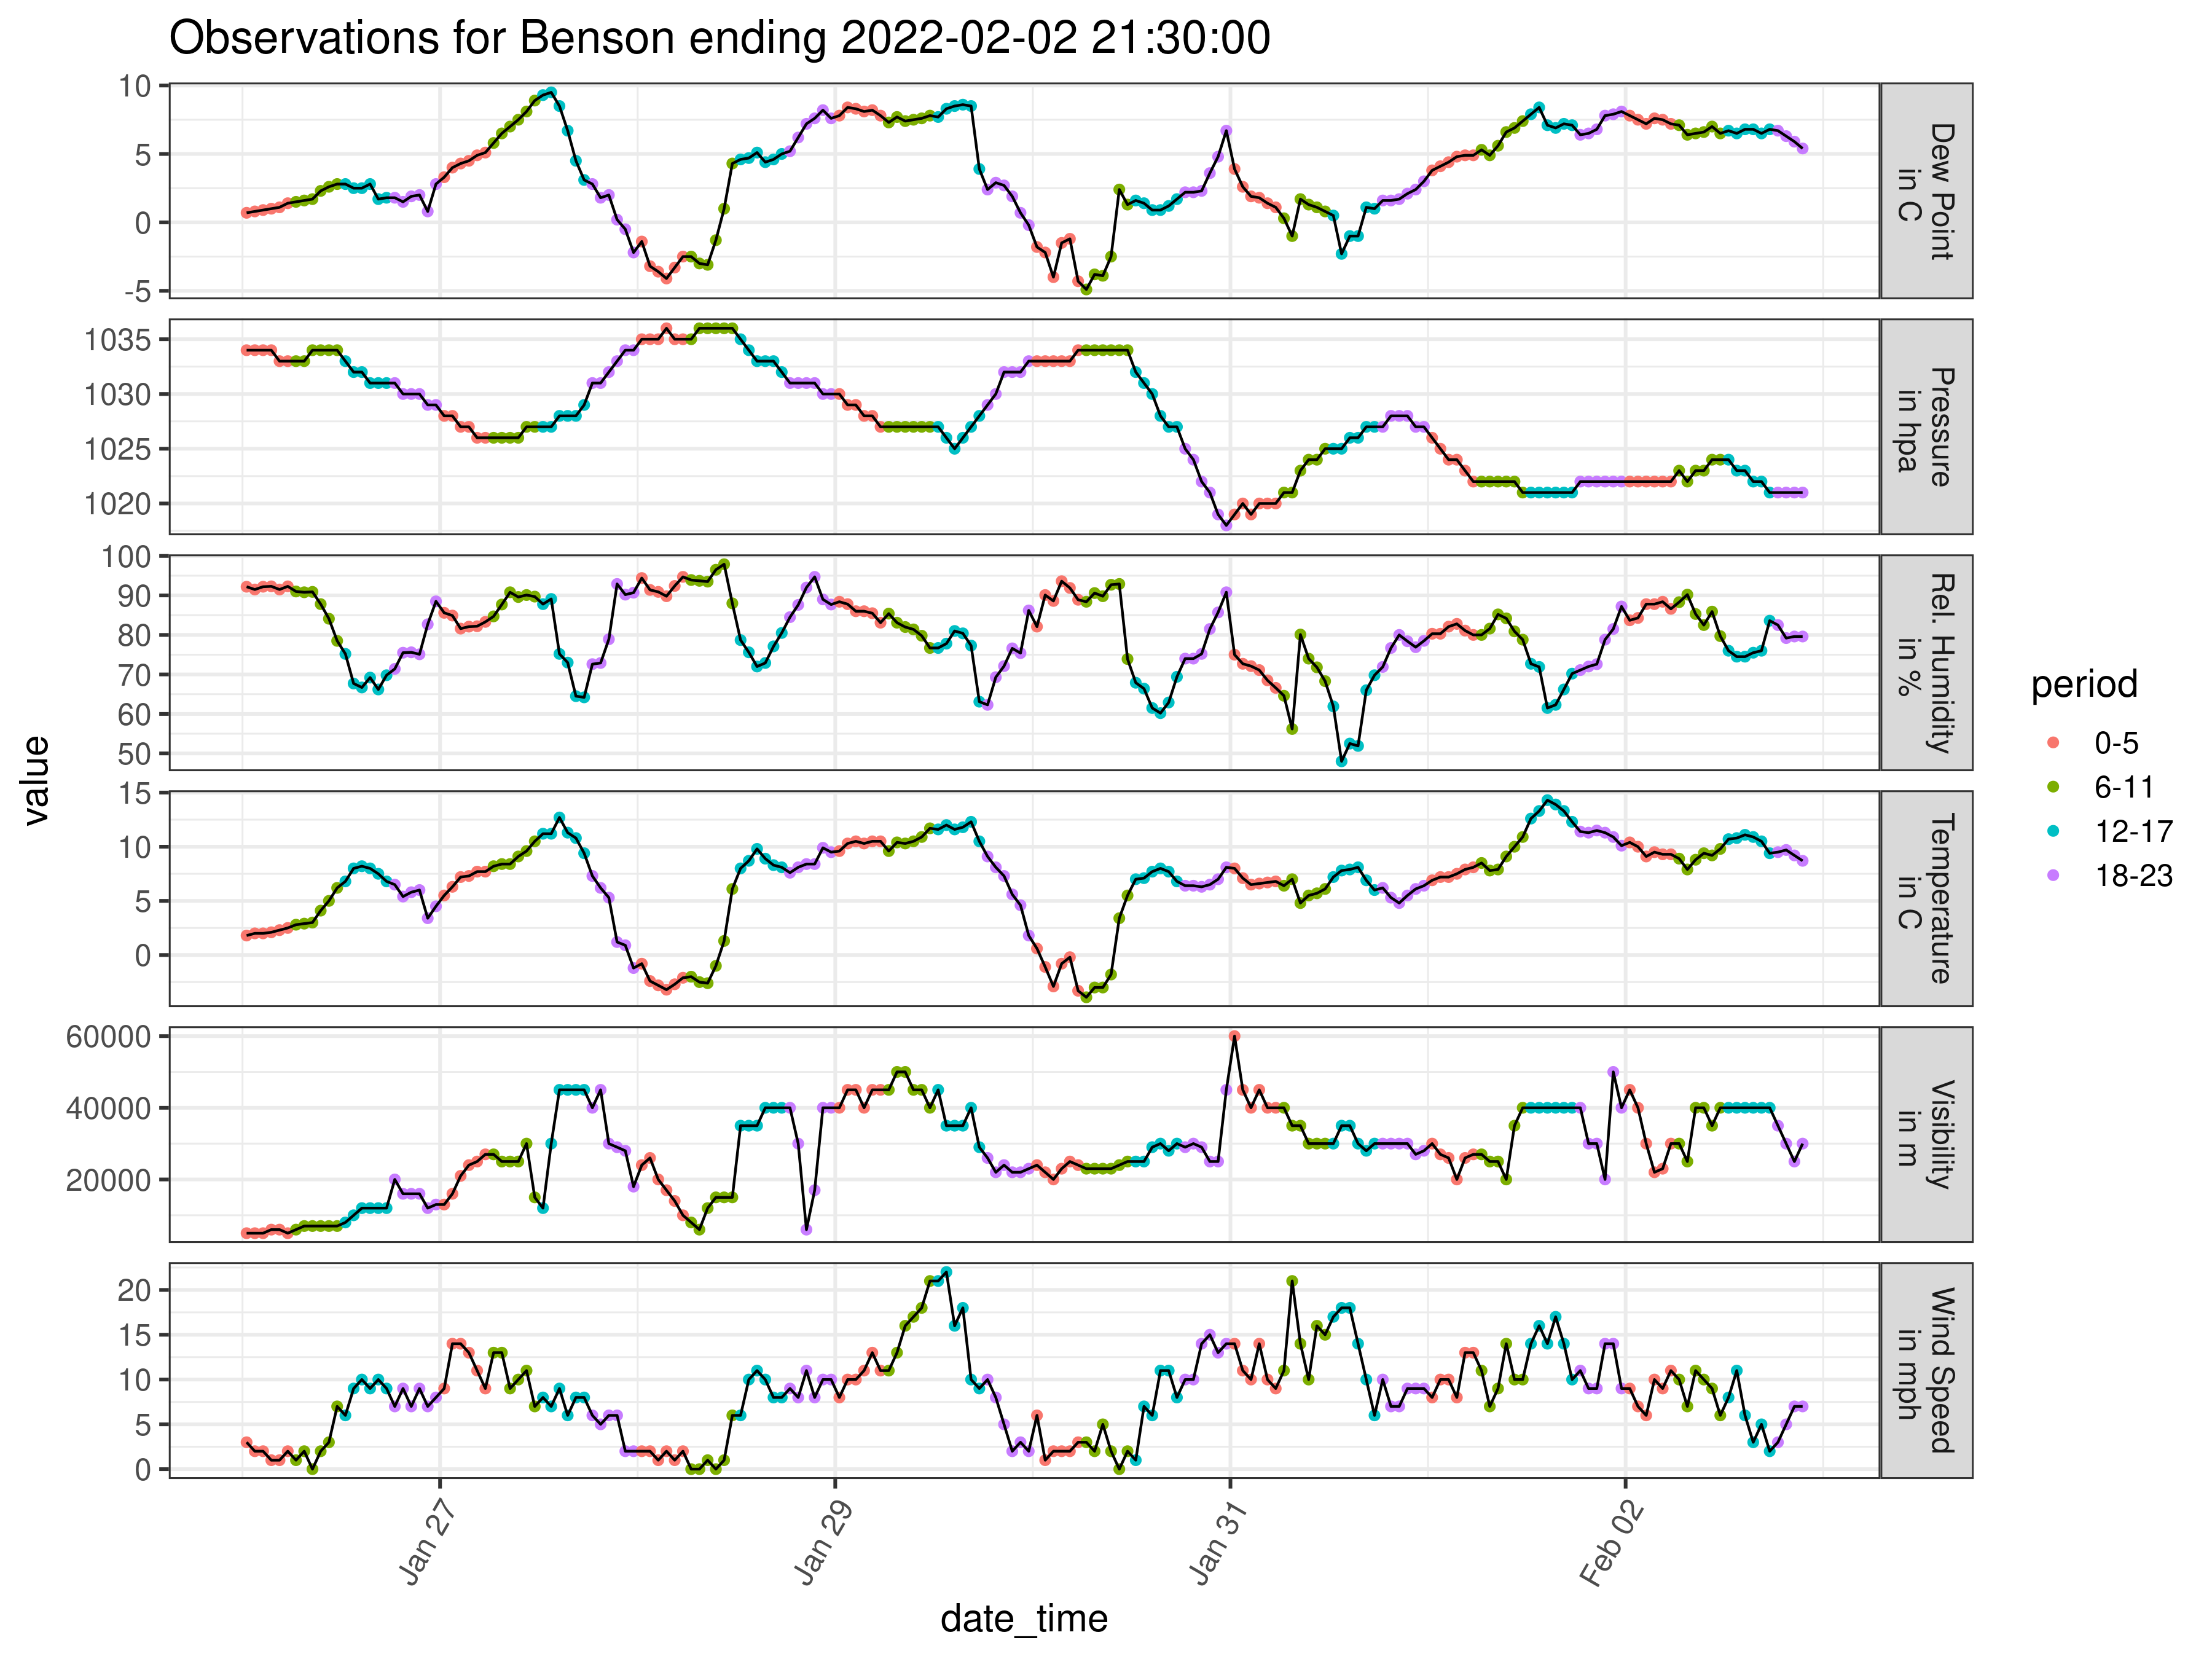 Observations for Benson ending 2022-02-02 21:30:00
10
5
0
-5
Dew Point
in C
1035
1030
1025
1020
Pressure
in hpa
100
90
80
70
60
50
Rel. Humidity
in %
15
10
5
0
Temperature
in C
60000
40000
20000
Visibility
in m
20
15
10
5
0
Wind Speed
in mph
value
Jan 27
Jan 29
Jan 31
Feb 02
date_time
period
0-5
6-11
12-17
18-23